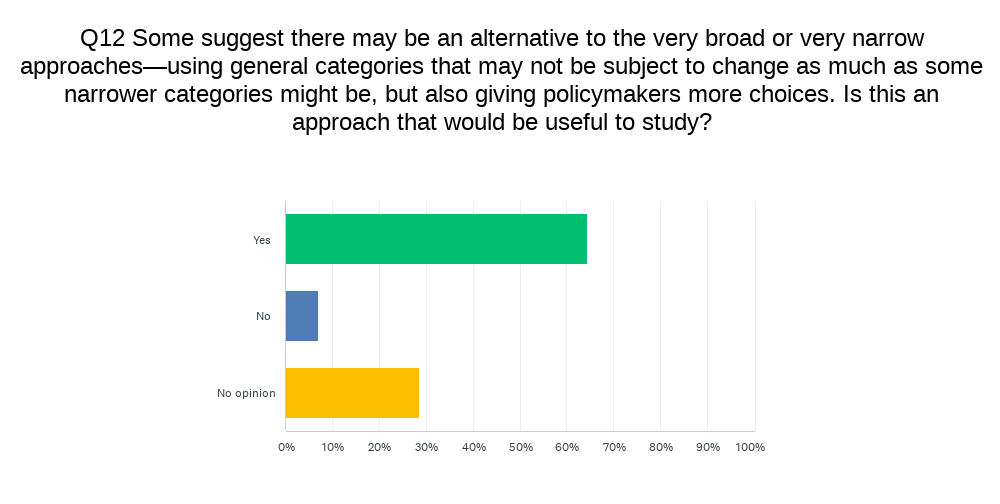 Q12 Some suggest there may be an alternative to the very broad or very narrow
approaches—using general categories that may not be subject to change as much as some
narrower categories might be, but also giving policymakers more choices. Is this an
approach that would be useful to study?
Yes
No
No opinion
0% 10% 20% 30% 40% 50% 60% 70% 80% 90% 100%